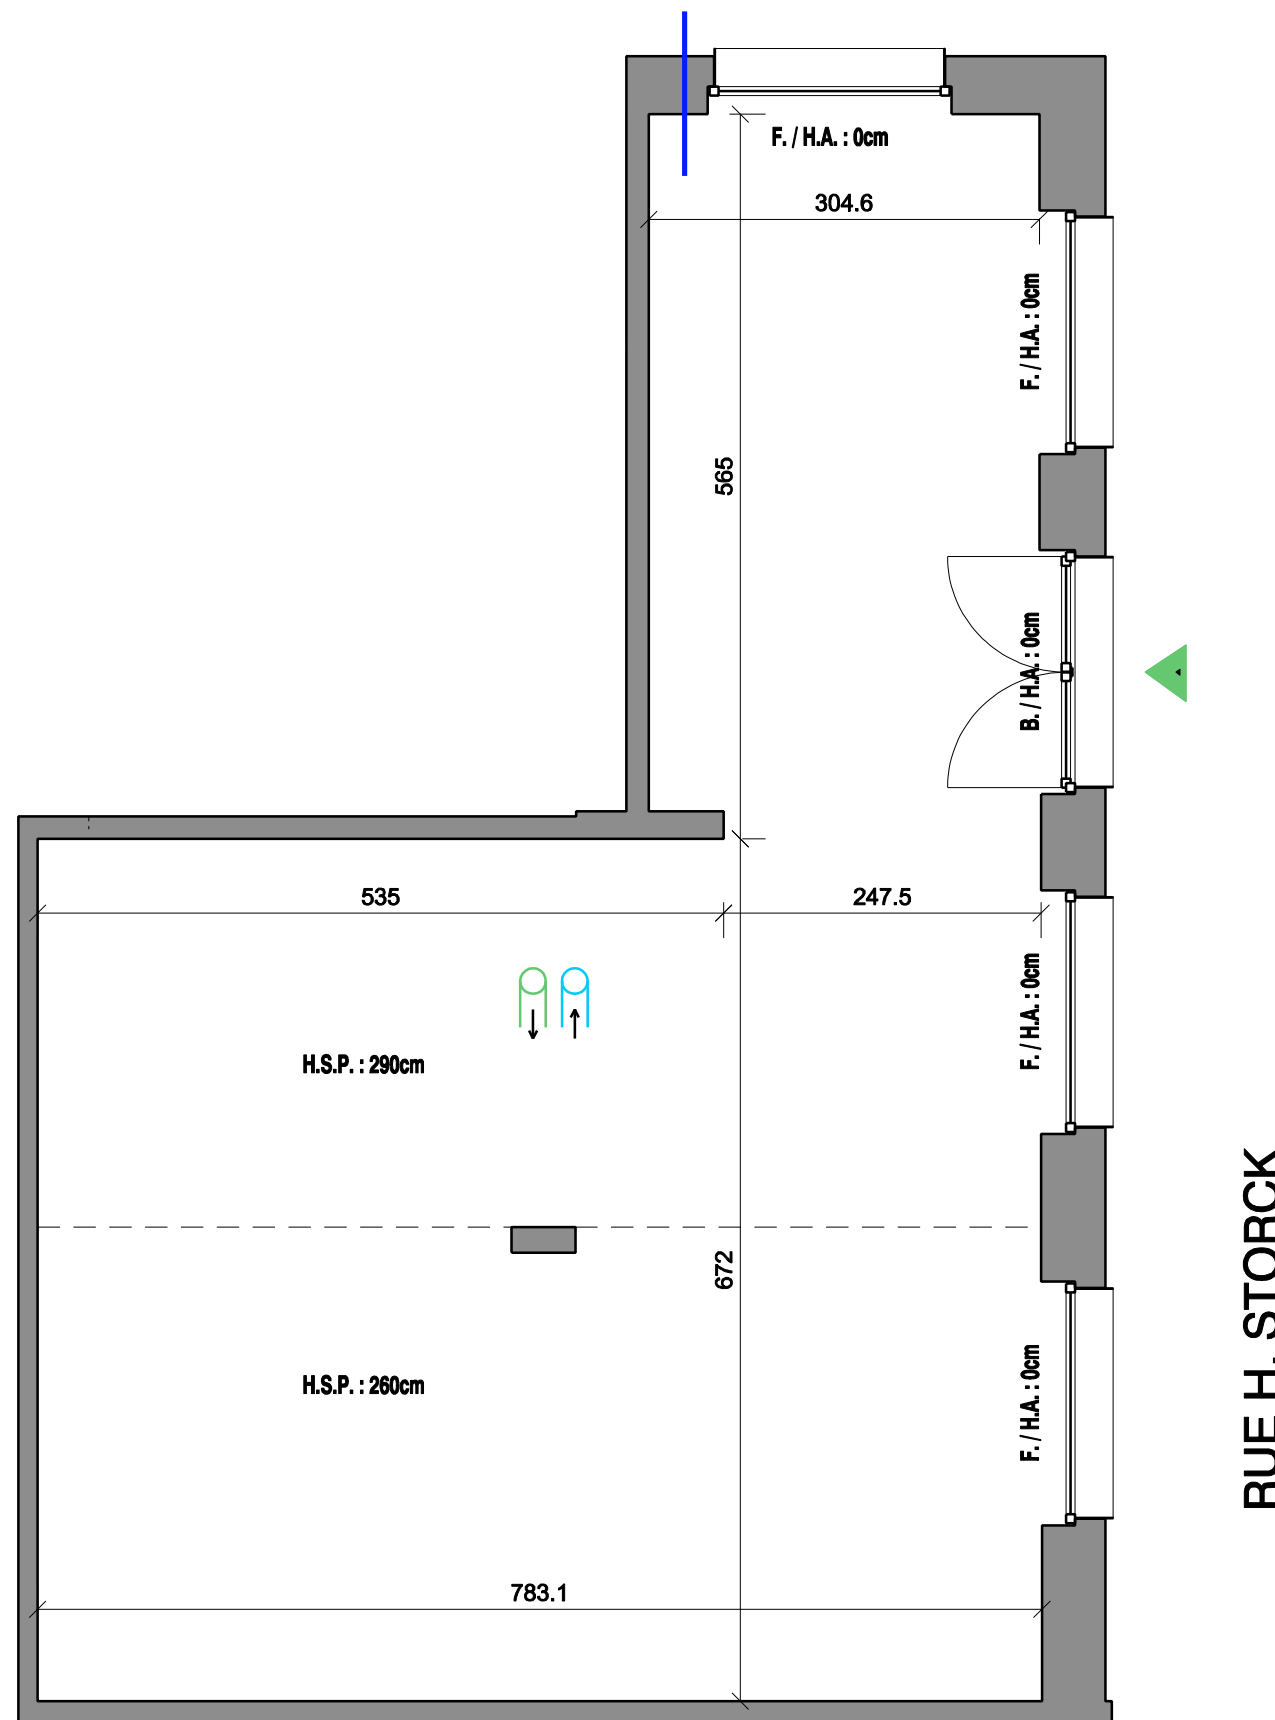 F. / H.A. : 0cm
304.6
F. / H.A. : 0cm
565
B. / H.A. : 0cm
535
247.5
F. / H.A. : 0cm
H.S.P. : 290cm
672
RUE H. STORCK
H.S.P. : 260cm
F. / H.A. : 0cm
783.1